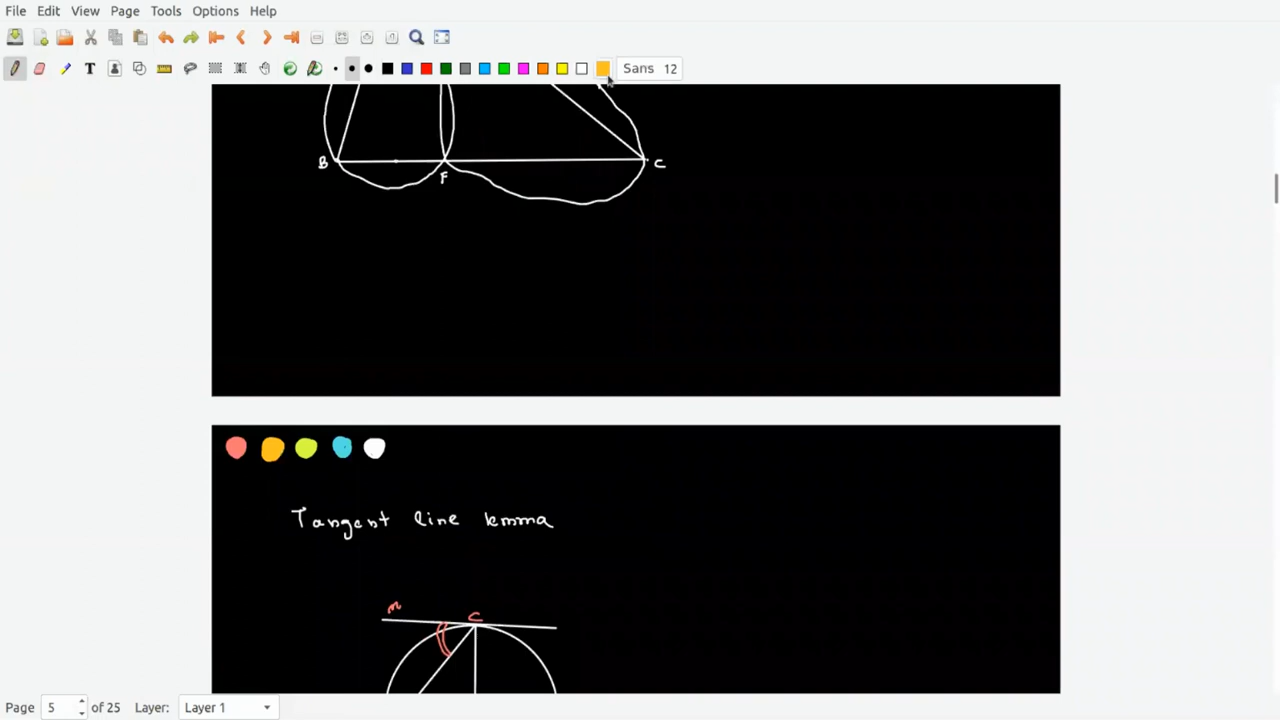 File Edit View Page Tools Options Help
T Sans 12
B F C
Tangent line lemma
m C
Page 5 of 25 Layer: Layer 1